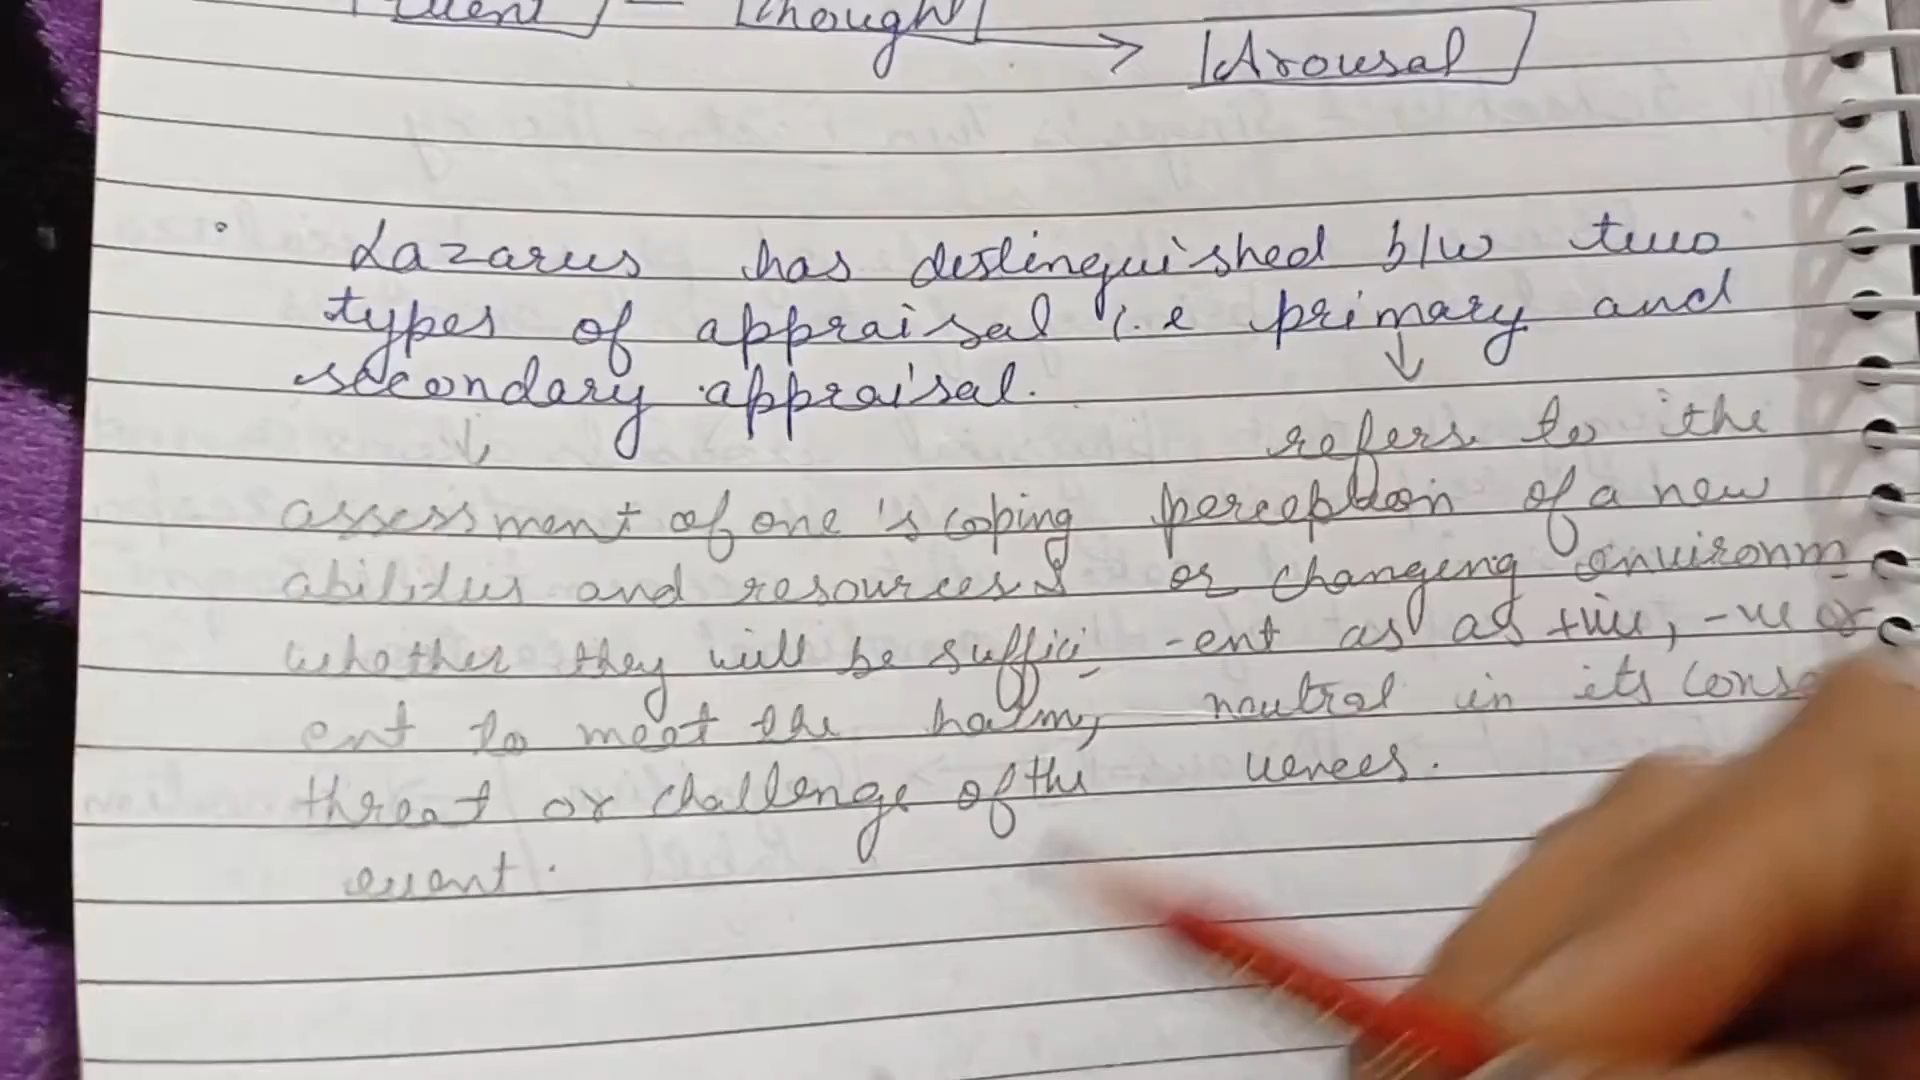 Event — Thought
→ Arousal
• Lazarus has distinguished b/w two
types of appraisal i.e primary and
secondary appraisal.
↓
assessment of one's coping
abilities and resources &
whether they will be suffici-
ent to meet the harm,
threat or challenge of the
event.
↓
refers to the
perception of a new
or changing environm
-ent as as +ive, -ve or
neutral in its conse
uences.